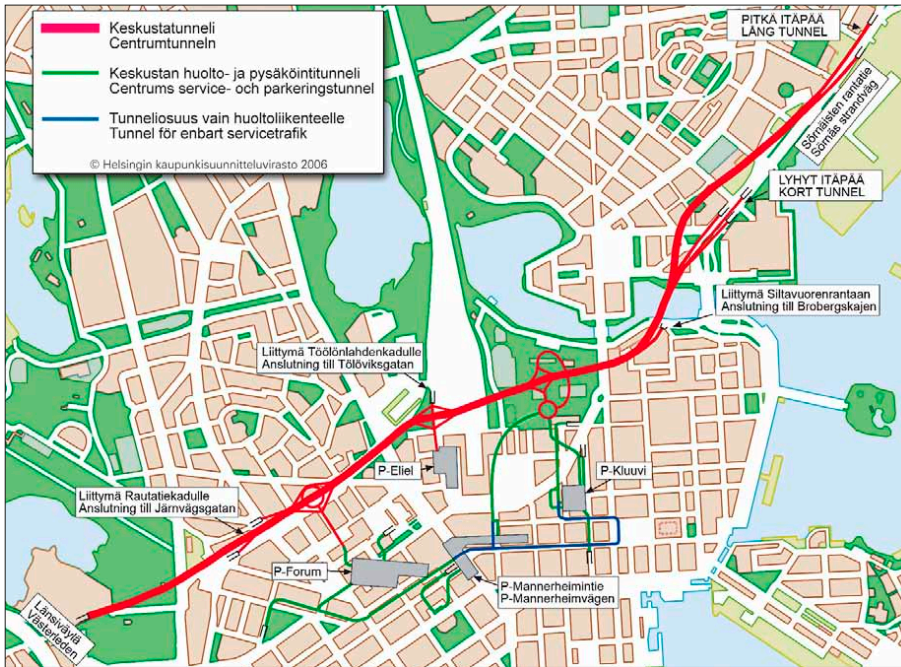 Keskustatunneli
Centrumtunneln
Keskustan huolto- ja pysäköintitunneli
Centrums service- och parkeringstunnel
Tunneliosuus vain huoltoliikenteelle
Tunnel för enbart servicetrafik
© Helsingin kaupunkisuunnitteluvirasto 2006
PITKÄ ITÄPÄÄ
LÅNG TUNNEL
Sörnäisten rantatie
Sörnäs strandväg
LYHYT ITÄPÄÄ
KORT TUNNEL
Liittymä Siltavuorenrantaan
Anslutning till Brobergskajen
Liittymä Töölönlahdenkadulle
Anslutning till Tölöviksgatan
P-Eliel
P-Kluuvi
Liittymä Rautatiekadulle
Anslutning till Järnvägsgatan
P-Forum
P-Mannerheimintie
P-Mannerheimvägen
Länsiväylä
Västerleden